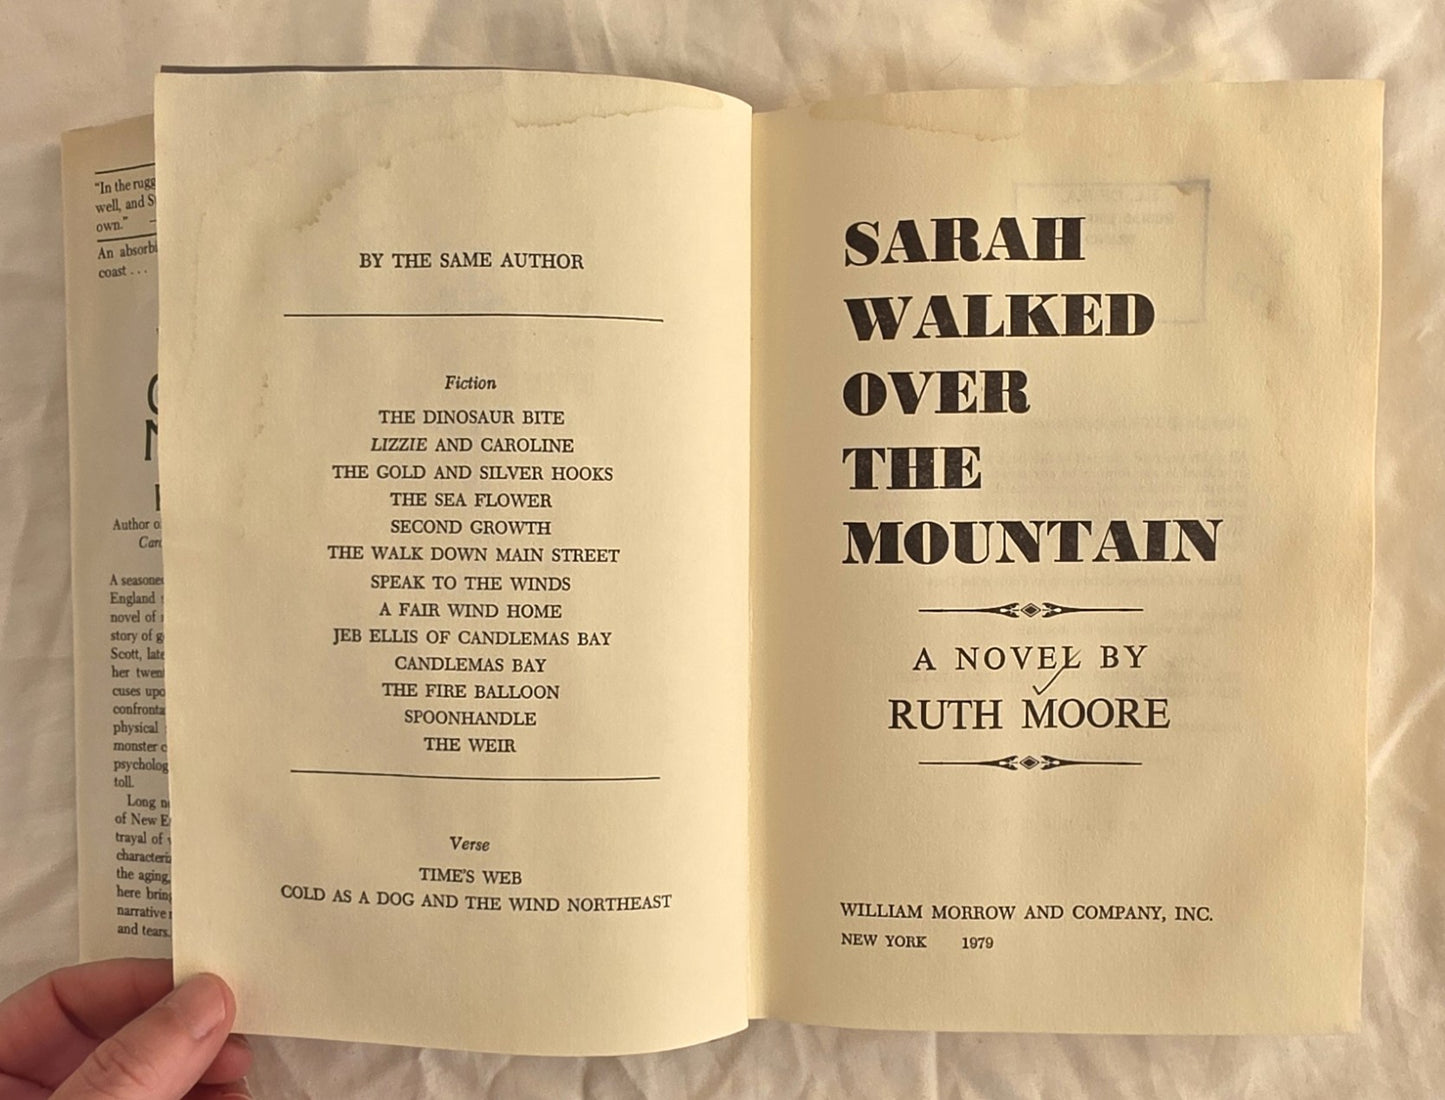 "In the rugg
well, and S
own."
An absorbi
coast . . .
Author o
Caro
A seasoned
England
novel of
story of g
Scott, late
her twen
cuses upo
confronta
physical
monster c
psycholog
toll.
Long n
of New E
trayal of
characteri
the aging,
here bring
narrative
and tears.
BY THE SAME AUTHOR
Fiction
THE DINOSAUR BITE
LIZZIE AND CAROLINE
THE GOLD AND SILVER HOOKS
THE SEA FLOWER
SECOND GROWTH
THE WALK DOWN MAIN STREET
SPEAK TO THE WINDS
A FAIR WIND HOME
JEB ELLIS OF CANDLEMAS BAY
CANDLEMAS BAY
THE FIRE BALLOON
SPOONHANDLE
THE WEIR
Verse
TIME'S WEB
COLD AS A DOG AND THE WIND NORTHEAST
SARAH
WALKED
OVER
THE
MOUNTAIN
A NOVEL BY
RUTH MOORE
WILLIAM MORROW AND COMPANY, INC.
NEW YORK 1979